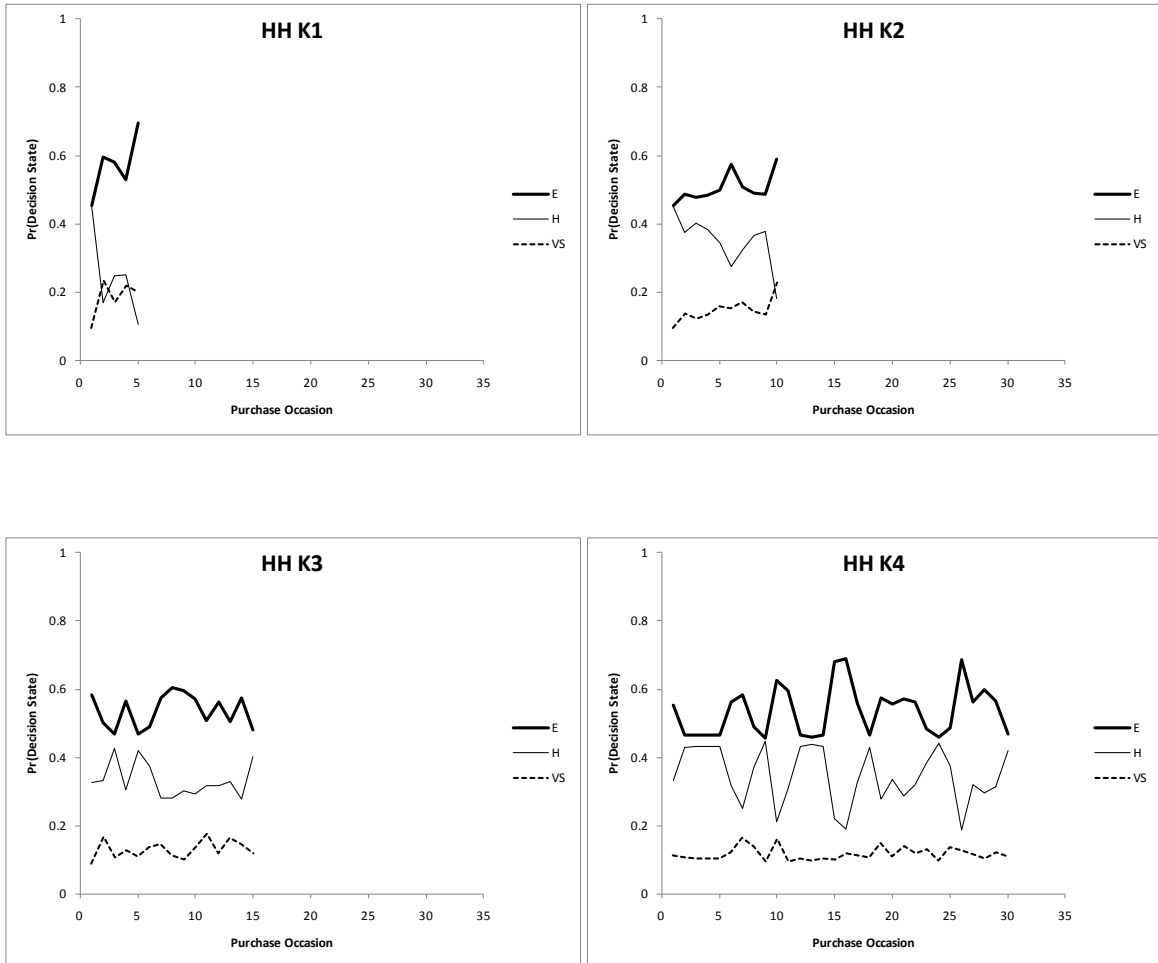 HH K1
1
0.8
0.6
0.4
0.2
0
0 5 10 15 20 25 30 35
Pr(Decision State)
Purchase Occasion
E
H
VS
HH K2
1
0.8
0.6
0.4
0.2
0
0 5 10 15 20 25 30 35
Pr(Decision State)
Purchase Occasion
E
H
VS
HH K3
1
0.8
0.6
0.4
0.2
0
0 5 10 15 20 25 30 35
Pr(Decision State)
Purchase Occasion
E
H
VS
HH K4
1
0.8
0.6
0.4
0.2
0
0 5 10 15 20 25 30 35
Pr(Decision State)
Purchase Occasion
E
H
VS